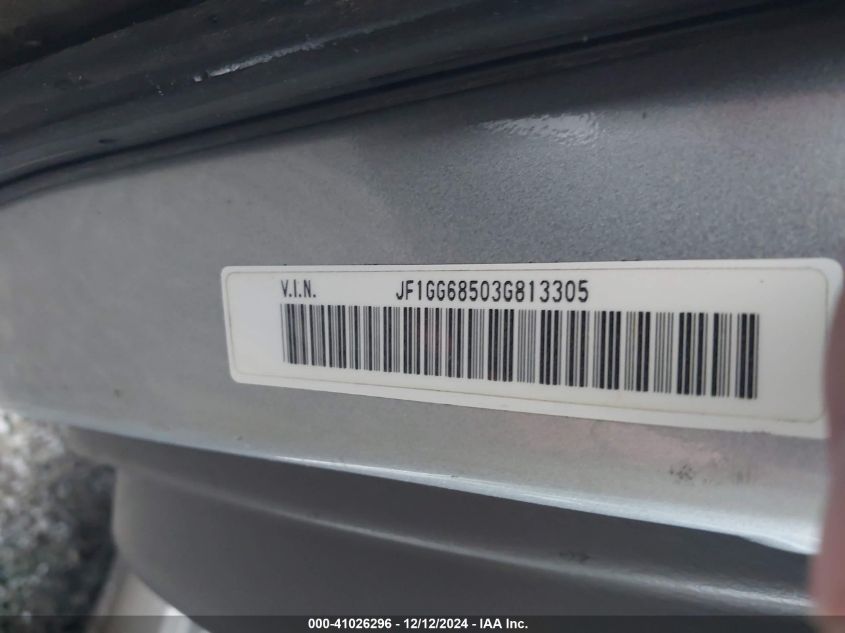 V.I.N. JF1GG68503G813305
000-41026296 - 12/12/2024 - IAA Inc.